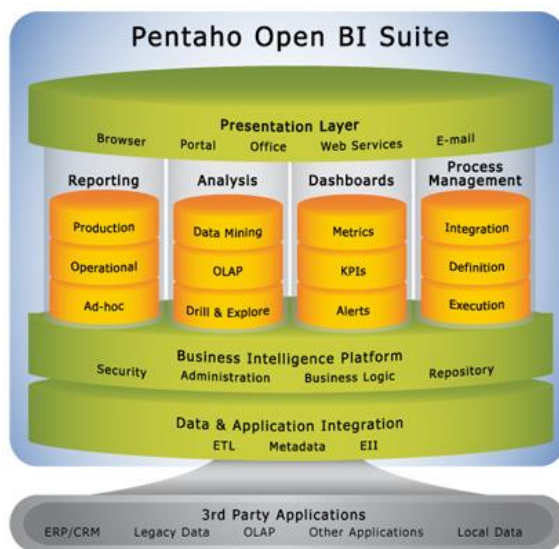 Pentaho Open BI Suite
Presentation Layer
Browser Portal Office Web Services E-mail
Reporting Analysis Dashboards Process Management
Production Data Mining Metrics Integration
Operational OLAP KPIs Definition
Ad-hoc Drill & Explore Alerts Execution
Business Intelligence Platform
Security Administration Business Logic Repository
Data & Application Integration
ETL Metadata EII
3rd Party Applications
ERP/CRM Legacy Data OLAP Other Applications Local Data